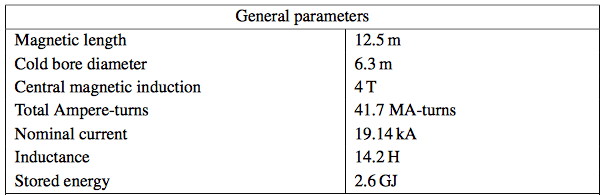 General parameters
Magnetic length 12.5 m
Cold bore diameter 6.3 m
Central magnetic induction 4 T
Total Ampere-turns 41.7 MA-turns
Nominal current 19.14 kA
Inductance 14.2 H
Stored energy 2.6 GJ